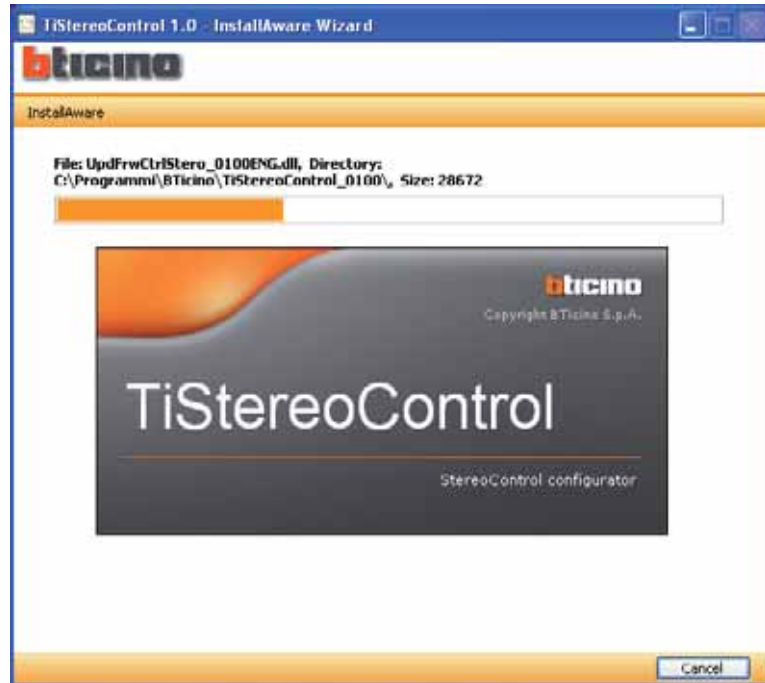 TiStereoControl 1.0 - InstallAware Wizard
bticino
InstallAware
File: UpdFrwCtrlStero_0100ENG.dll, Directory:
C:\Programmi\BTicino\TiStereoControl_0100\, Size: 28672
bticino
Copyright BTicino S.p.A.
TiStereoControl
StereoControl configurator
Cancel